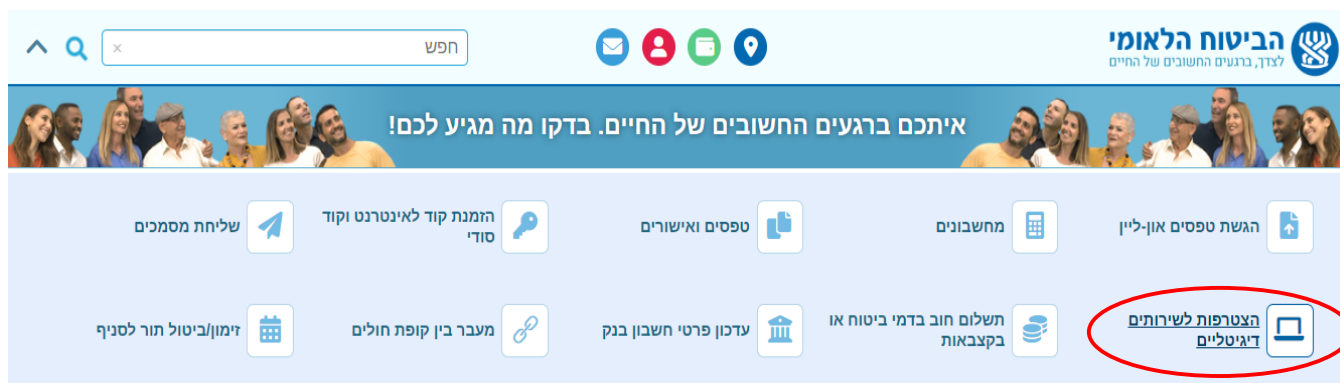 הביטוח הלאומי
לצדך, ברגעים החשובים של החיים
חפש
×
איתכם ברגעים החשובים של החיים. בדקו מה מגיע לכם!
הגשת טפסים און-ליין
מחשבונים
טפסים ואישורים
הזמנת קוד לאינטרנט וקוד
סודי
שליחת מסמכים
הצטרפות לשירותים
דיגיטליים
תשלום חוב בדמי ביטוח או
בקצבאות
עדכון פרטי חשבון בנק
מעבר בין קופת חולים
זימון/ביטול תור לסניף